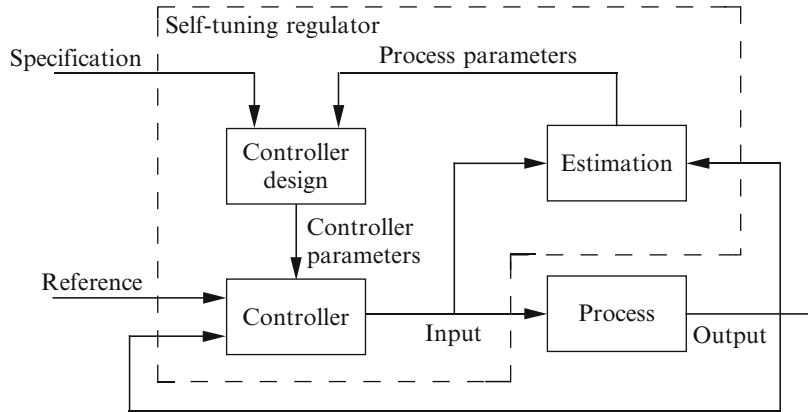 Self-tuning regulator
Specification
Process parameters
Controller
design
Estimation
Controller
parameters
Reference
Controller
Input
Process
Output